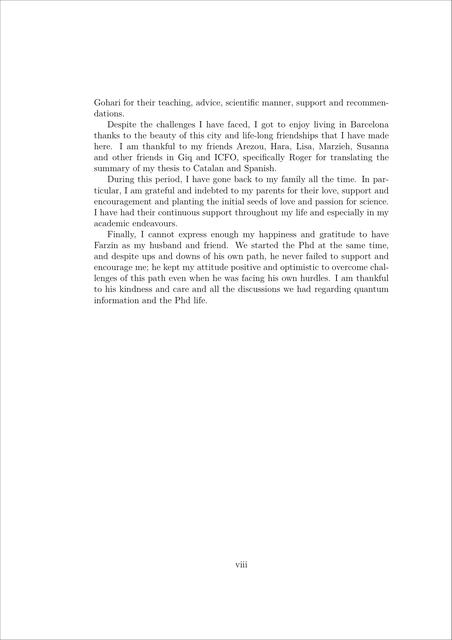 Gohari for their teaching, advice, scientific manner, support and recommen-
dations.
Despite the challenges I have faced, I got to enjoy living in Barcelona
thanks to the beauty of this city and life-long friendships that I have made
here. I am thankful to my friends Arezou, Hara, Lisa, Marzieh, Susanna
and other friends in Giq and ICFO, specifically Roger for translating the
summary of my thesis to Catalan and Spanish.
During this period, I have gone back to my family all the time. In par-
ticular, I am grateful and indebted to my parents for their love, support and
encouragement and planting the initial seeds of love and passion for science.
I have had their continuous support throughout my life and especially in my
academic endeavours.
Finally, I cannot express enough my happiness and gratitude to have
Farzin as my husband and friend. We started the Phd at the same time,
and despite ups and downs of his own path, he never failed to support and
encourage me; he kept my attitude positive and optimistic to overcome chal-
lenges of this path even when he was facing his own hurdles. I am thankful
to his kindness and care and all the discussions we had regarding quantum
information and the Phd life.
viii